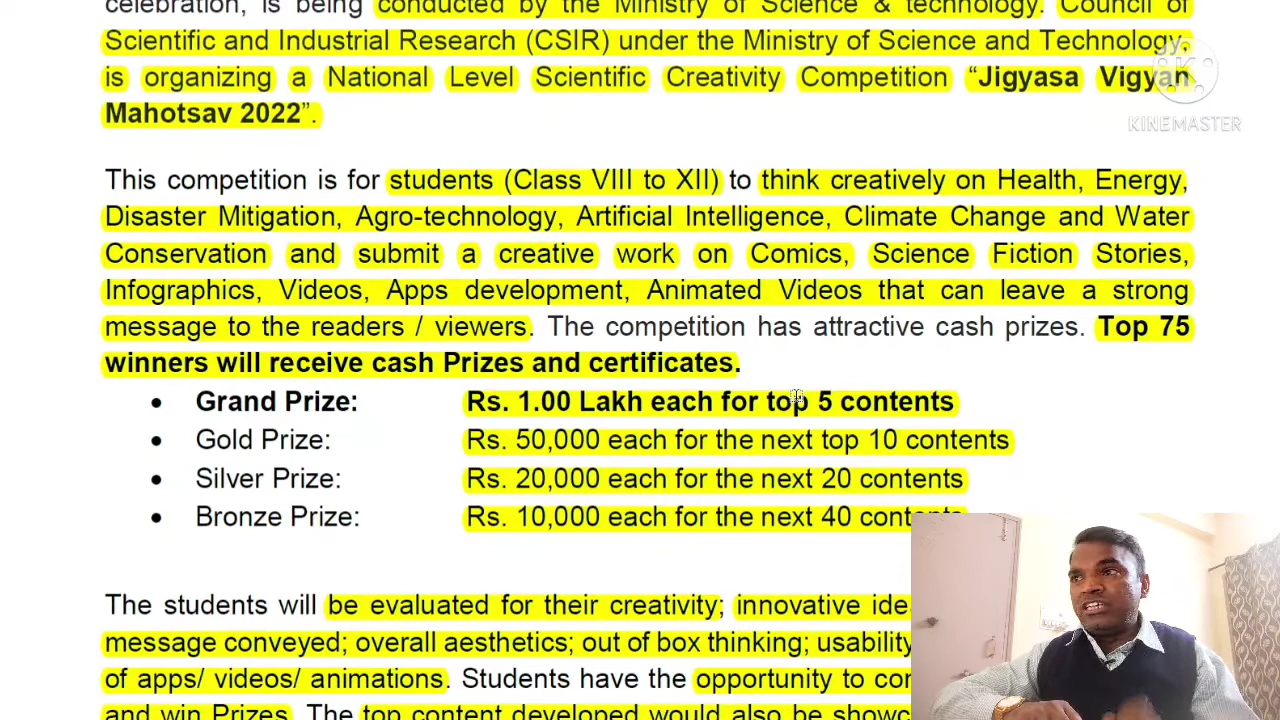 celebration, is being conducted by the Ministry of Science & technology. Council of
Scientific and Industrial Research (CSIR) under the Ministry of Science and Technology,
is organizing a National Level Scientific Creativity Competition “Jigyasa Vigyan
Mahotsav 2022”.
KINEMASTER
This competition is for students (Class VIII to XII) to think creatively on Health, Energy,
Disaster Mitigation, Agro-technology, Artificial Intelligence, Climate Change and Water
Conservation and submit a creative work on Comics, Science Fiction Stories,
Infographics, Videos, Apps development, Animated Videos that can leave a strong
message to the readers / viewers. The competition has attractive cash prizes. Top 75
winners will receive cash Prizes and certificates.
• Grand Prize: Rs. 1.00 Lakh each for top 5 contents
• Gold Prize: Rs. 50,000 each for the next top 10 contents
• Silver Prize: Rs. 20,000 each for the next 20 contents
• Bronze Prize: Rs. 10,000 each for the next 40 contents
The students will be evaluated for their creativity; innovative
message conveyed; overall aesthetics; out of box thinking; usability
of apps/ videos/ animations. Students have the opportunity to
and win Prizes. The top content developed would also be